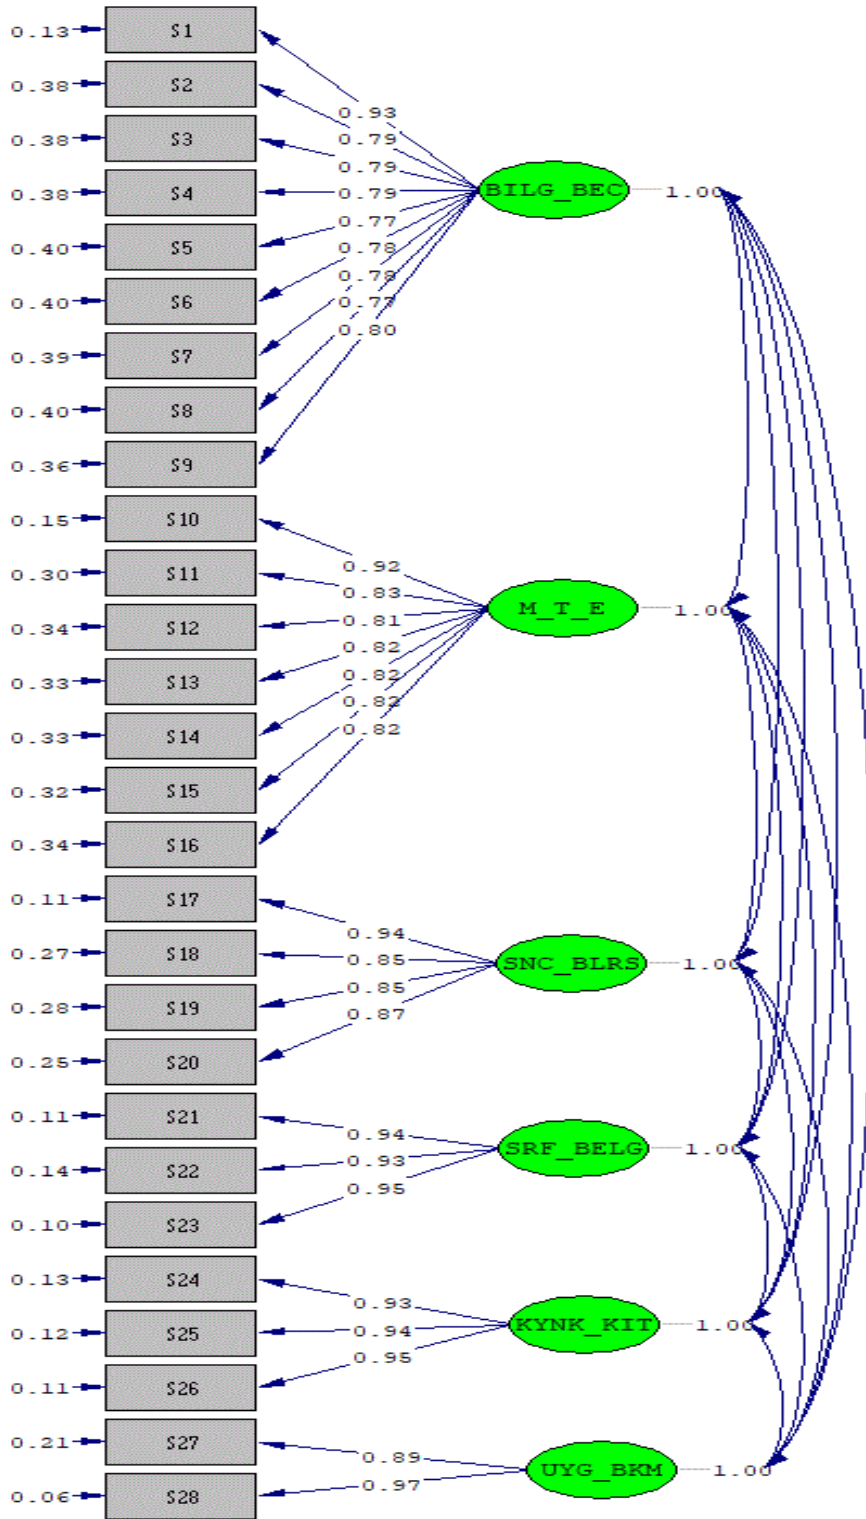 0.13 S1
0.38 S2
0.38 S3
0.38 S4
0.40 S5
0.40 S6
0.39 S7
0.40 S8
0.36 S9
0.93
0.79
0.79
0.79
0.77
0.78
0.78
0.77
0.80
BILG_BEC 1.00
0.15 S10
0.30 S11
0.34 S12
0.33 S13
0.33 S14
0.32 S15
0.34 S16
0.92
0.83
0.81
0.82
0.82
0.82
0.82
M_T_E 1.00
0.11 S17
0.27 S18
0.28 S19
0.25 S20
0.94
0.85
0.85
0.87
SNC_BLRS 1.00
0.11 S21
0.14 S22
0.10 S23
0.94
0.93
0.95
SRF_BELG 1.00
0.13 S24
0.12 S25
0.11 S26
0.93
0.94
0.95
KYNK_KIT 1.00
0.21 S27
0.06 S28
0.89
0.97
UYG_BKM 1.00